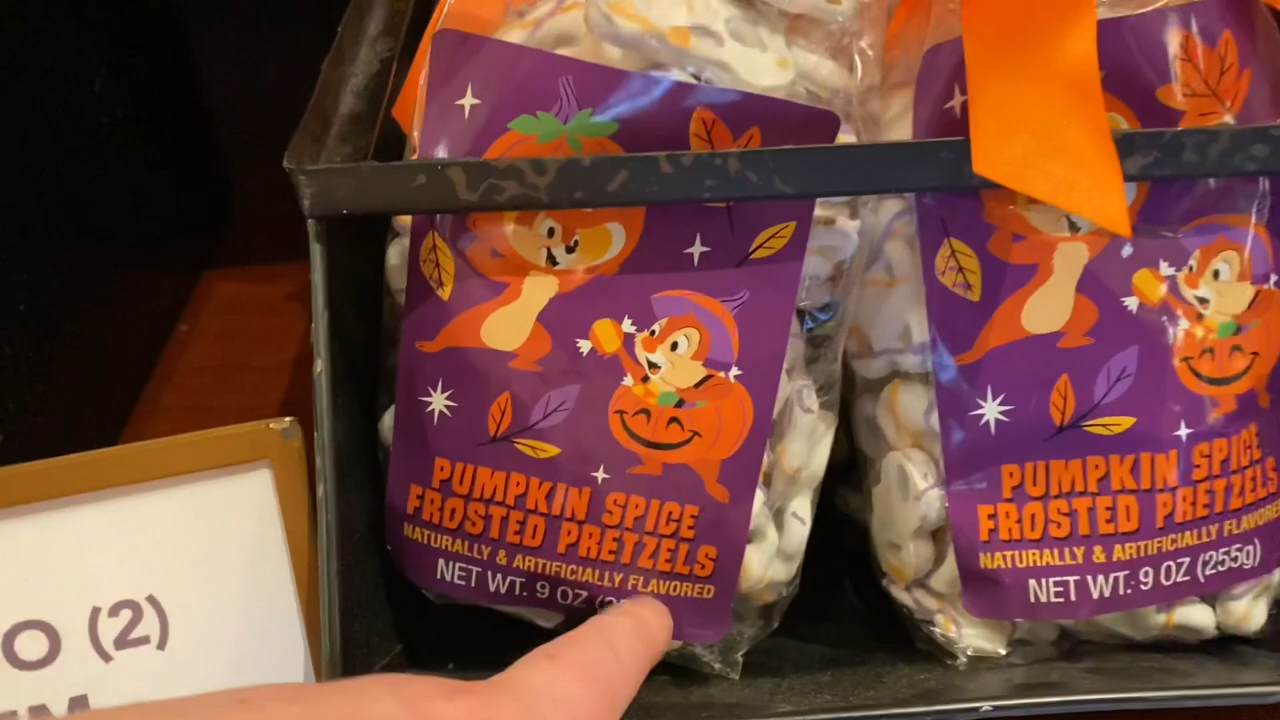 PUMPKIN SPICE
FROSTED PRETZELS
NATURALLY & ARTIFICIALLY FLAVORED
NET WT. 9 OZ
PUMPKIN SPICE
FROSTED PRETZELS
NATURALLY & ARTIFICIALLY FLAVORED
NET WT. 9 OZ (255g)
O (2)